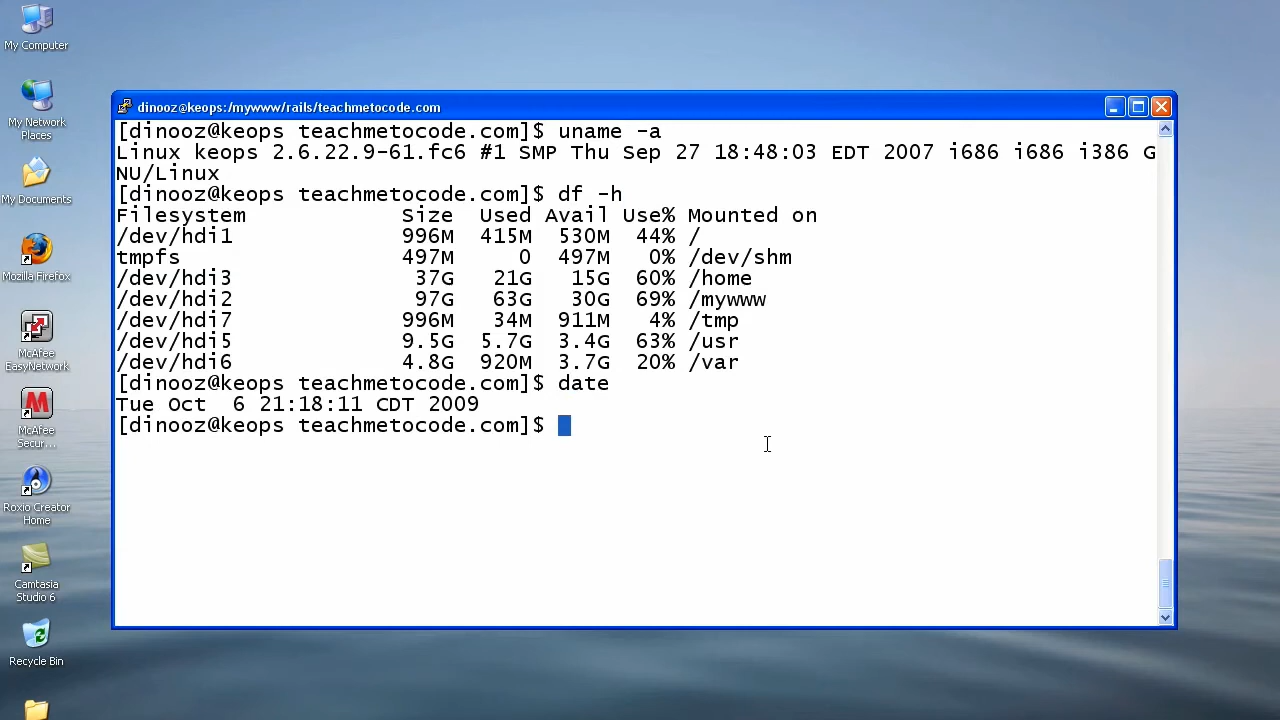 My Computer
My Network
Places
My Documents
Mozilla Firefox
McAfee
EasyNetwork
McAfee
Secur...
Roxio Creator
Home
Camtasia
Studio 6
Recycle Bin
dinooz@keops:/mywww/rails/teachmetocode.com
[dinooz@keops teachmetocode.com]$ uname -a
Linux keops 2.6.22.9-61.fc6 #1 SMP Thu Sep 27 18:48:03 EDT 2007 i686 i686 i386 G
NU/Linux
[dinooz@keops teachmetocode.com]$ df -h
Filesystem            Size  Used Avail Use% Mounted on
/dev/hdi1             996M  415M  530M  44% /
tmpfs                 497M     0  497M   0% /dev/shm
/dev/hdi3              37G   21G   15G  60% /home
/dev/hdi2              97G   63G   30G  69% /mywww
/dev/hdi7             996M   34M  911M   4% /tmp
/dev/hdi5             9.5G  5.7G  3.4G  63% /usr
/dev/hdi6             4.8G  920M  3.7G  20% /var
[dinooz@keops teachmetocode.com]$ date
Tue Oct  6 21:18:11 CDT 2009
[dinooz@keops teachmetocode.com]$